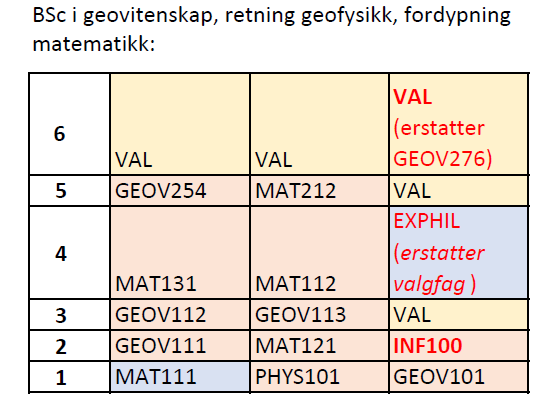 BSc i geovitenskap, retning geofysikk, fordypning
matematikk:
6 VAL VAL VAL
(erstatter
GEOV276)
5 GEOV254 MAT212 VAL
4 MAT131 MAT112 EXPHIL
(erstatter
valgfag )
3 GEOV112 GEOV113 VAL
2 GEOV111 MAT121 INF100
1 MAT111 PHYS101 GEOV101